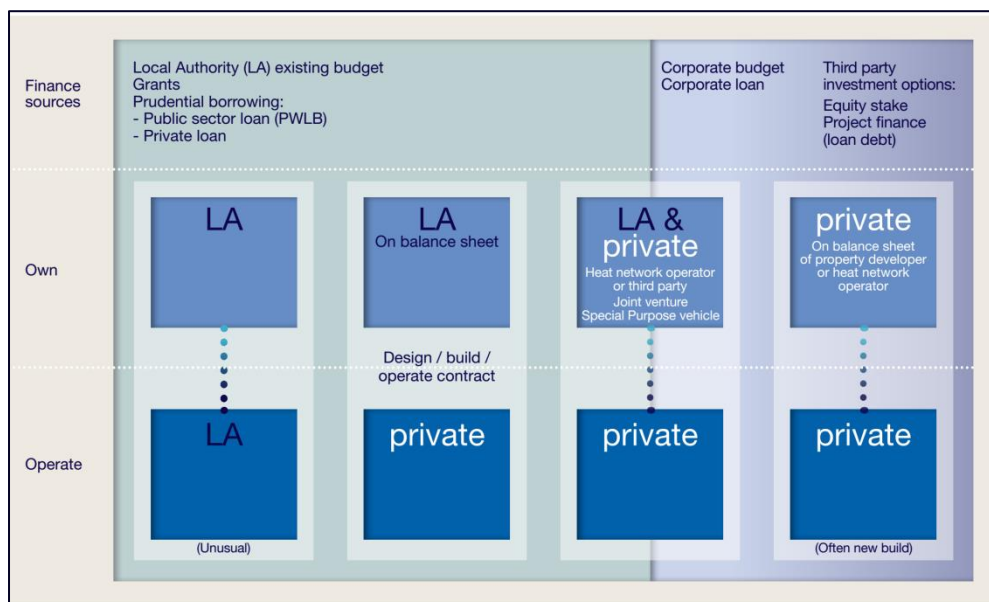 Finance
sources
Local Authority (LA) existing budget
Grants
Prudential borrowing:
- Public sector loan (PWLB)
- Private loan
Corporate budget
Corporate loan
Third party
investment options:
Equity stake
Project finance
(loan debt)
Own
LA
LA
On balance sheet
LA &
private
Heat network operator
or third party
Joint venture
Special Purpose vehicle
private
On balance sheet
of property developer
or heat network
operator
Design / build /
operate contract
Operate
LA
(Unusual)
private
private
private
(Often new build)